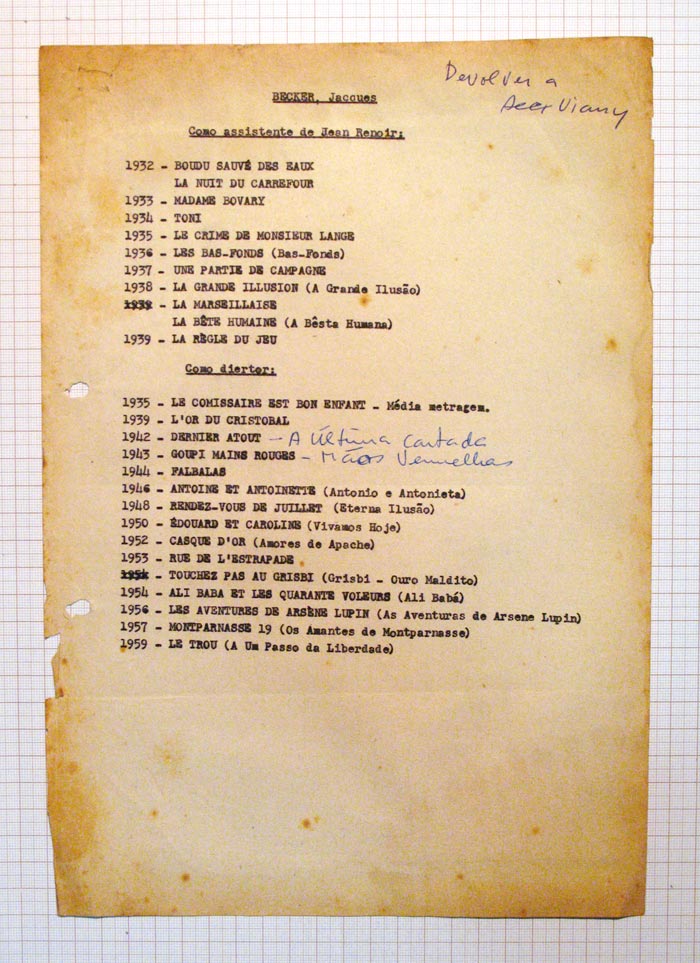 Devolver a
Alex Viany
BECKER, Jacques
Como assistente de Jean Renoir:
1932 - BOUDU SAUVÉ DES EAUX
LA NUIT DU CARREFOUR
1933 - MADAME BOVARY
1934 - TONI
1935 - LE CRIME DE MONSIEUR LANGE
1936 - LES BAS-FONDS (Bas-Fonds)
1937 - UNE PARTIE DE CAMPAGNE
1938 - LA GRANDE ILLUSION (A Grande Ilusão)
1939 - LA MARSEILLAISE
LA BÊTE HUMAINE (A Bêsta Humana)
1939 - LA RÈGLE DU JEU
Como diertor:
1935 - LE COMISSAIRE EST BON ENFANT - Média metragem.
1939 - L'OR DU CRISTOBAL
1942 - DERNIER ATOUT - A Última Cartada
1943 - GOUPI MAINS ROUGES - Mãos Vermelhas
1944 - FALBALAS
1946 - ANTOINE ET ANTOINETTE (Antonio e Antonieta)
1948 - RENDEZ-VOUS DE JUILLET (Eterna Ilusão)
1950 - ÉDOUARD ET CAROLINE (Vivamos Hoje)
1952 - CASQUE D'OR (Amores de Apache)
1953 - RUE DE L'ESTRAPADE
1954 - TOUCHEZ PAS AU GRISBI (Grisbi - Ouro Maldito)
1954 - ALI BABA ET LES QUARANTE VOLEURS (Ali Babá)
1956 - LES AVENTURES DE ARSÈNE LUPIN (As Aventuras de Arsene Lupin)
1957 - MONTPARNASSE 19 (Os Amantes de Montparnasse)
1959 - LE TROU (A Um Passo da Liberdade)